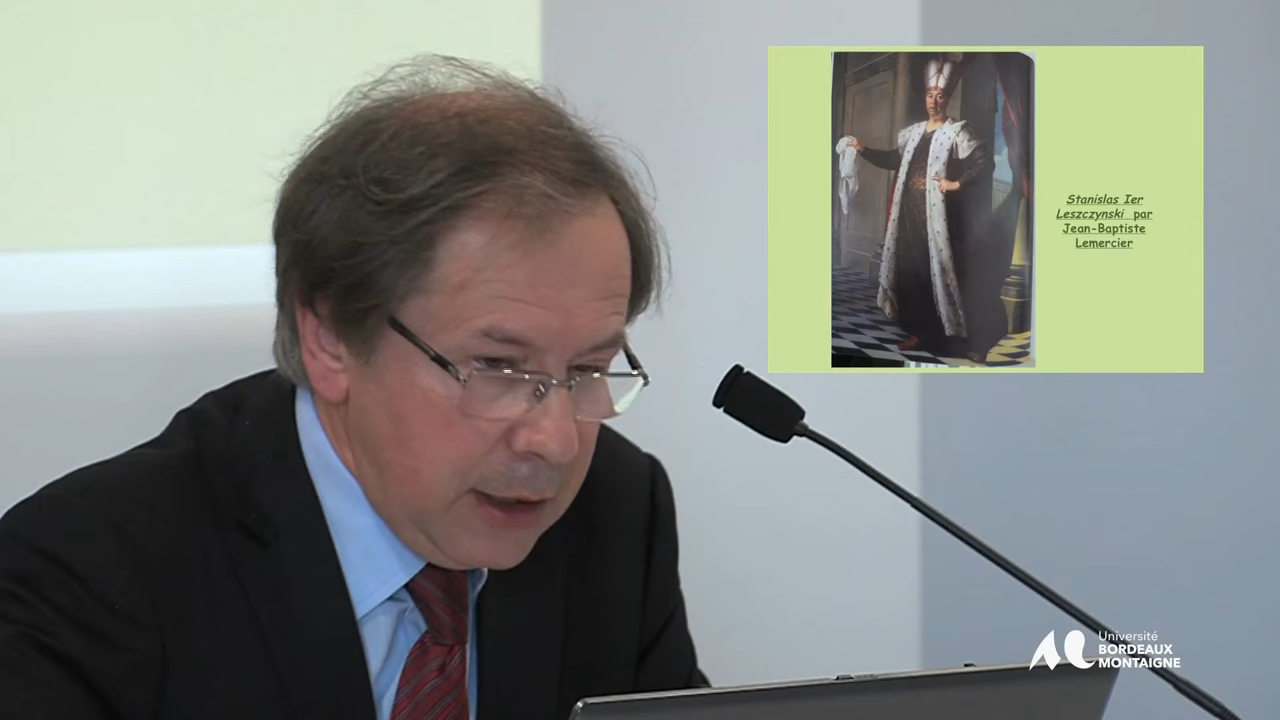 Stanislas Ier
Leszczynski par
Jean-Baptiste
Lemercier
Université
BORDEAUX
MONTAIGNE